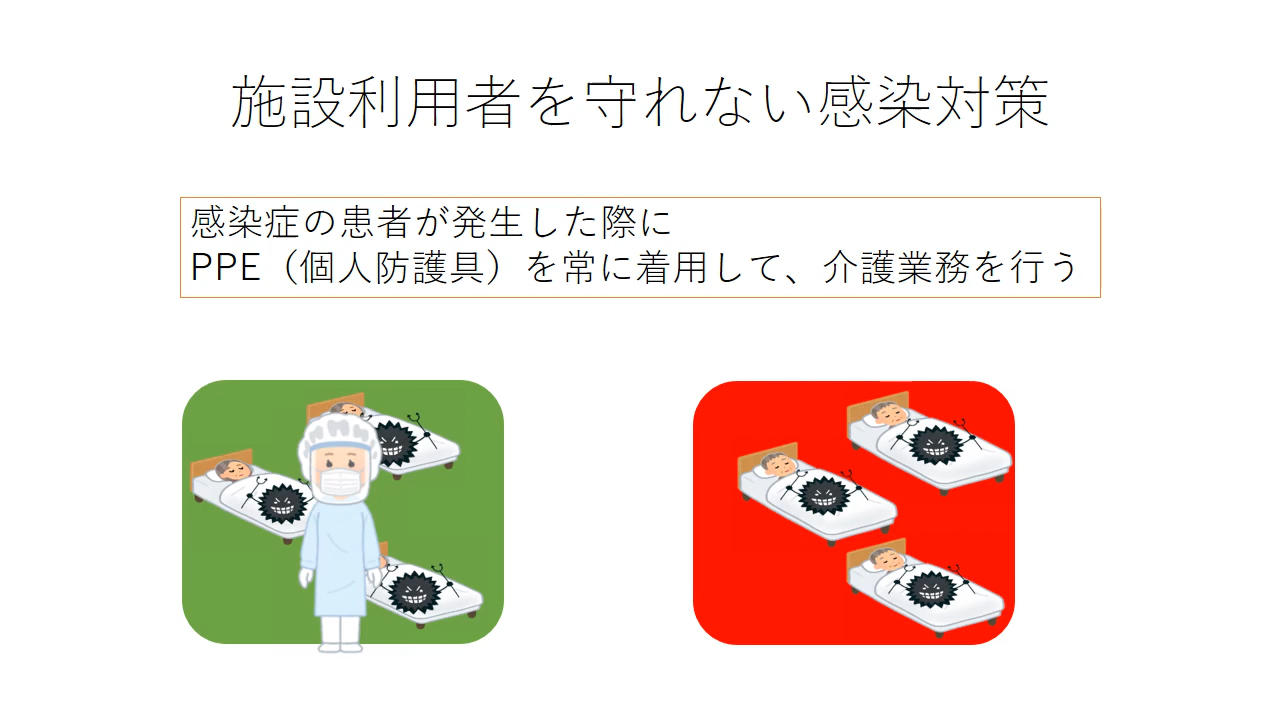 施設利用者を守れない感染対策
感染症の患者が発生した際に
PPE（個人防護具）を常に着用して、介護業務を行う